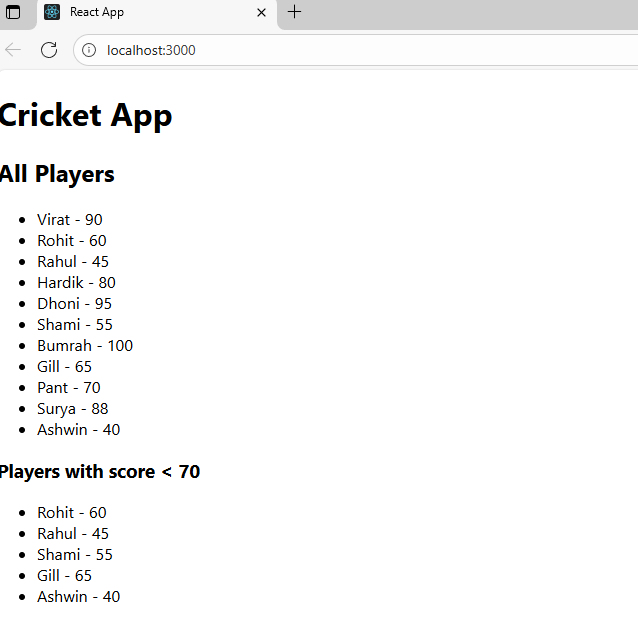 React App
localhost:3000
Cricket App
All Players
Virat - 90
Rohit - 60
Rahul - 45
Hardik - 80
Dhoni - 95
Shami - 55
Bumrah - 100
Gill - 65
Pant - 70
Surya - 88
Ashwin - 40
Players with score < 70
Rohit - 60
Rahul - 45
Shami - 55
Gill - 65
Ashwin - 40